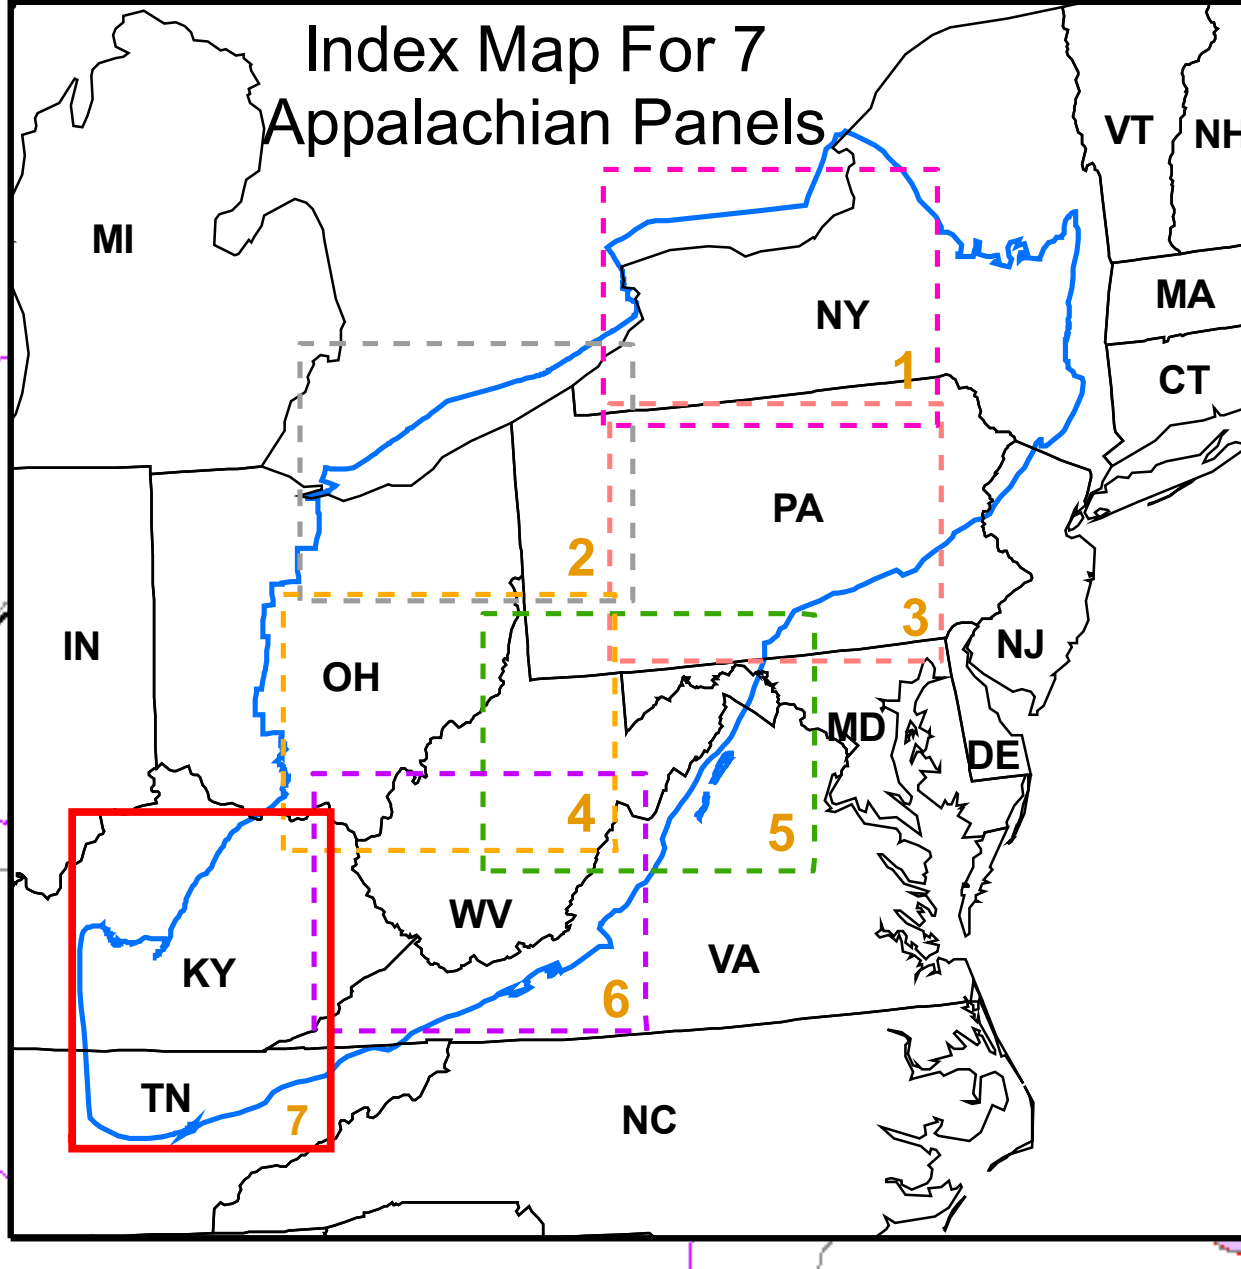 Index Map For 7
Appalachian Panels
VT
NH
MI
MA
NY
1
CT
PA
2
3
IN
NJ
OH
MD
DE
4
5
WV
VA
KY
6
TN
7
NC